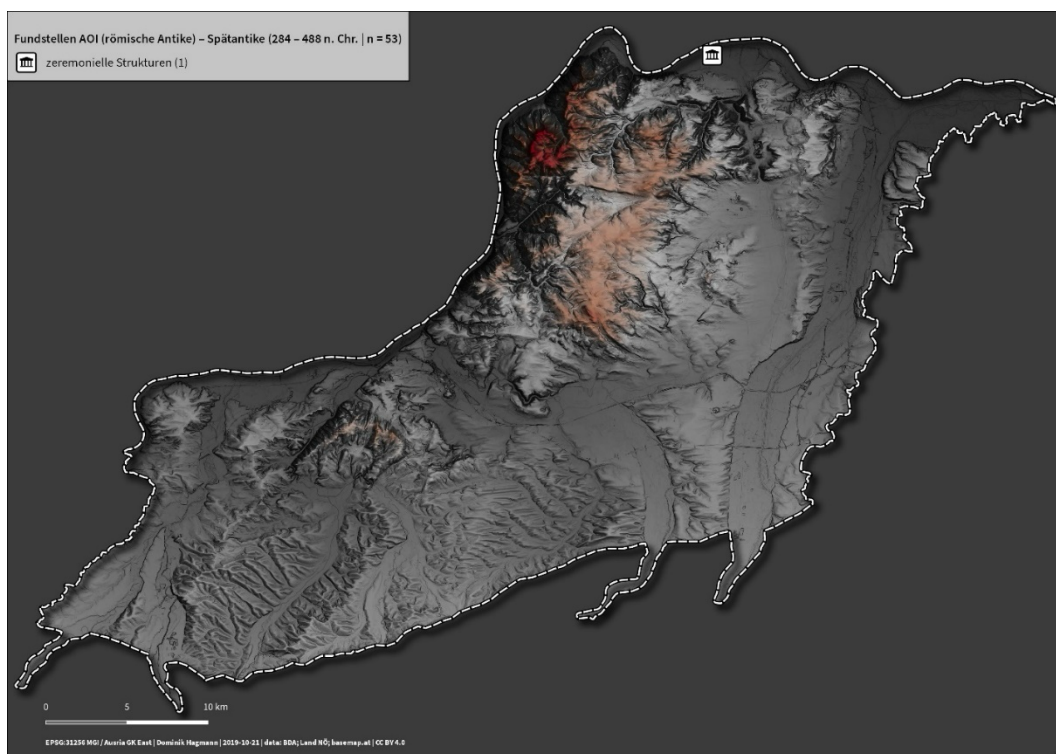 Fundstellen AOI (römische Antike) – Spätantike (284 – 488 n. Chr. | n = 53)
zeremonielle Strukturen (1)
0 5 10 km
EPSG:31256 MGI / Ausria GK East | Dominik Hagmann | 2019-10-21 | data: BDA; Land NÖ; basemap.at | CC BY 4.0